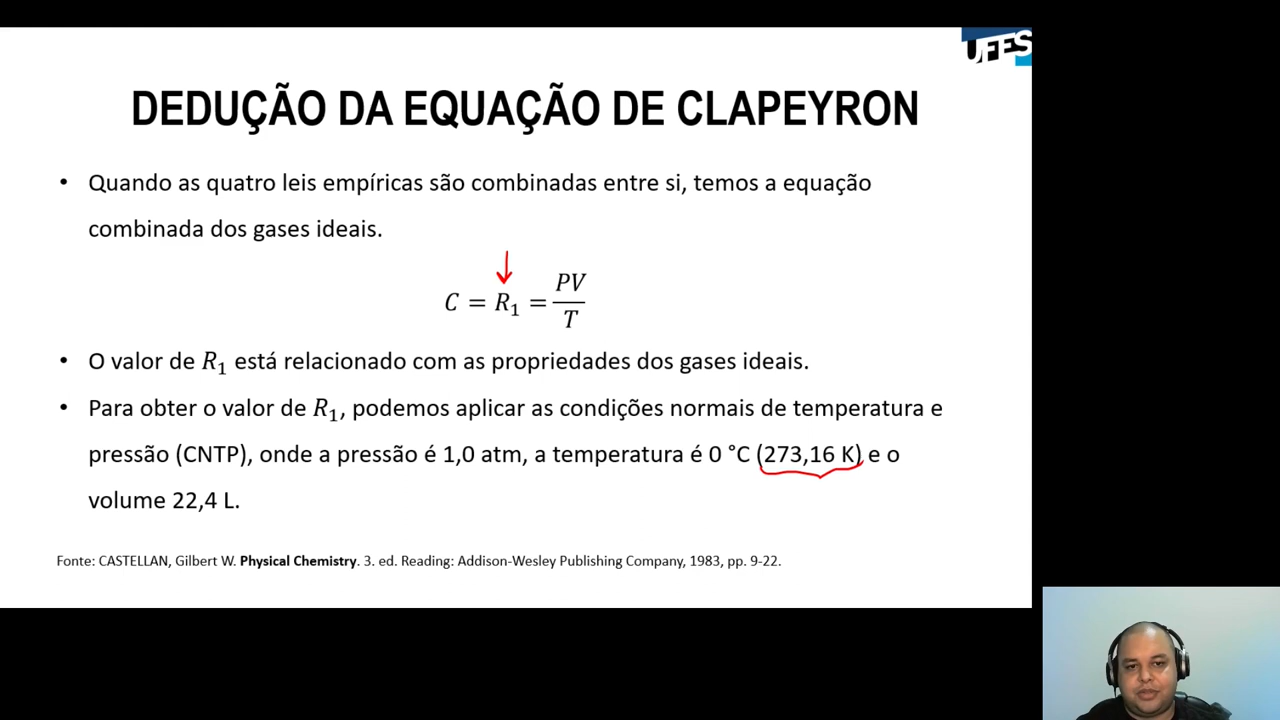 UFES
DEDUÇÃO DA EQUAÇÃO DE CLAPEYRON
• Quando as quatro leis empíricas são combinadas entre si, temos a equação
combinada dos gases ideais.
C = R₁ = PV/T
• O valor de R₁ está relacionado com as propriedades dos gases ideais.
• Para obter o valor de R₁, podemos aplicar as condições normais de temperatura e
pressão (CNTP), onde a pressão é 1,0 atm, a temperatura é 0 °C (273,16 K) e o
volume 22,4 L.
Fonte: CASTELLAN, Gilbert W. Physical Chemistry. 3. ed. Reading: Addison-Wesley Publishing Company, 1983, pp. 9-22.